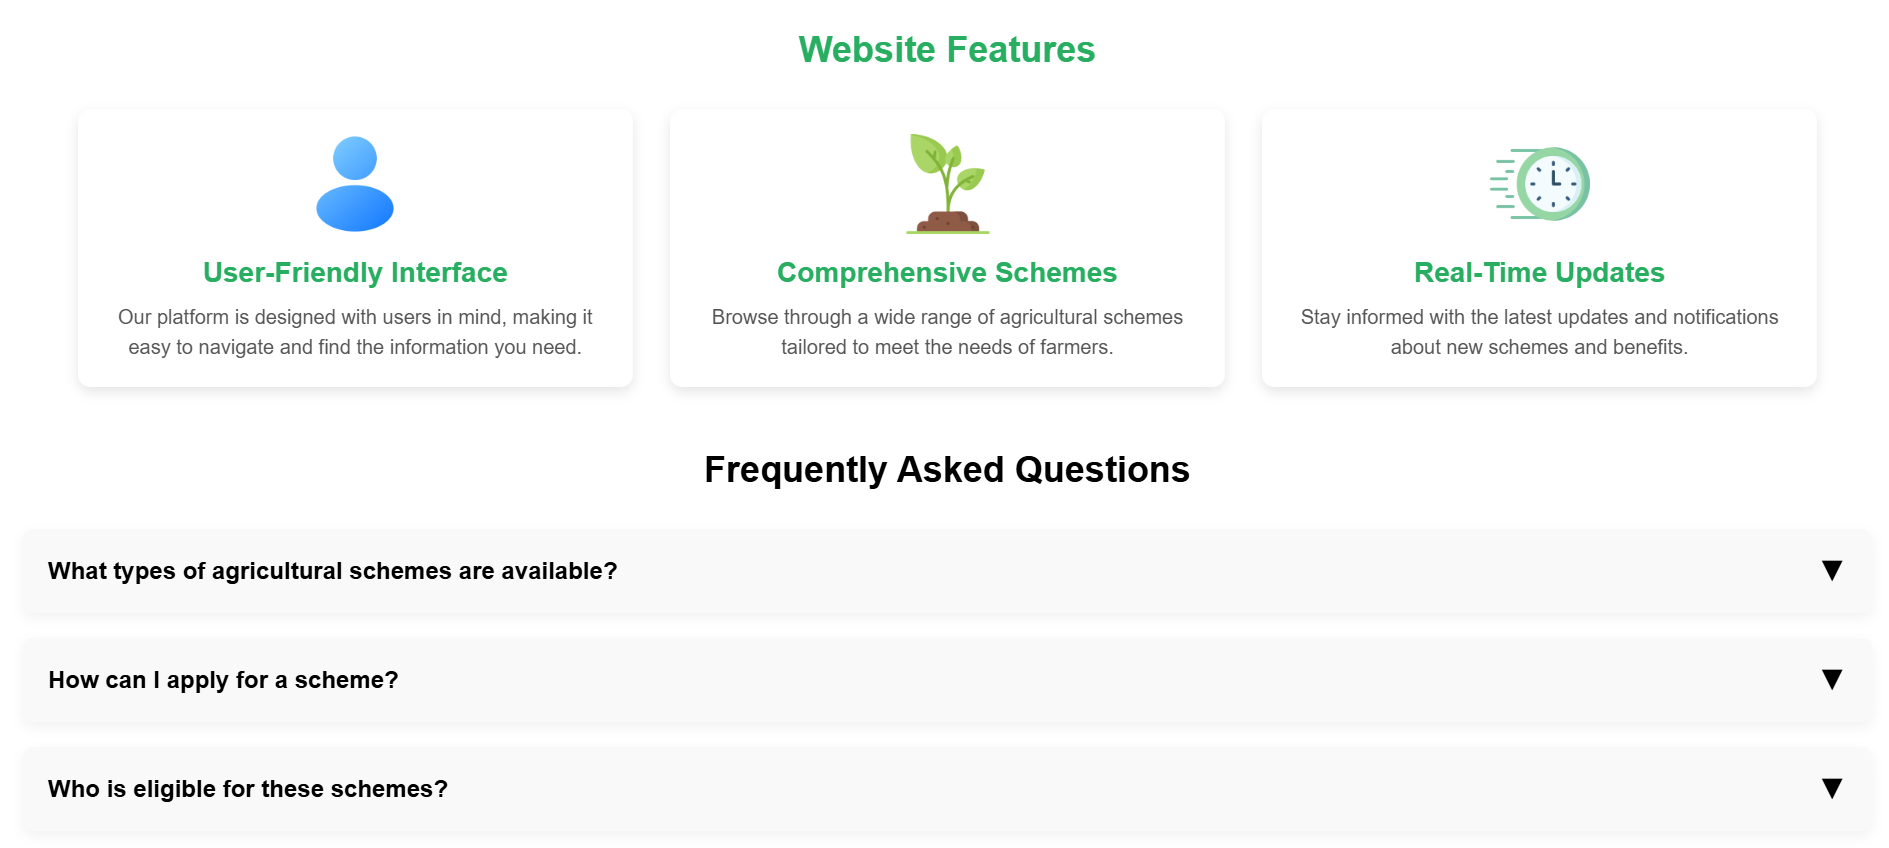 Website Features
User-Friendly Interface
Our platform is designed with users in mind, making it
easy to navigate and find the information you need.
Comprehensive Schemes
Browse through a wide range of agricultural schemes
tailored to meet the needs of farmers.
Real-Time Updates
Stay informed with the latest updates and notifications
about new schemes and benefits.
Frequently Asked Questions
What types of agricultural schemes are available?
How can I apply for a scheme?
Who is eligible for these schemes?